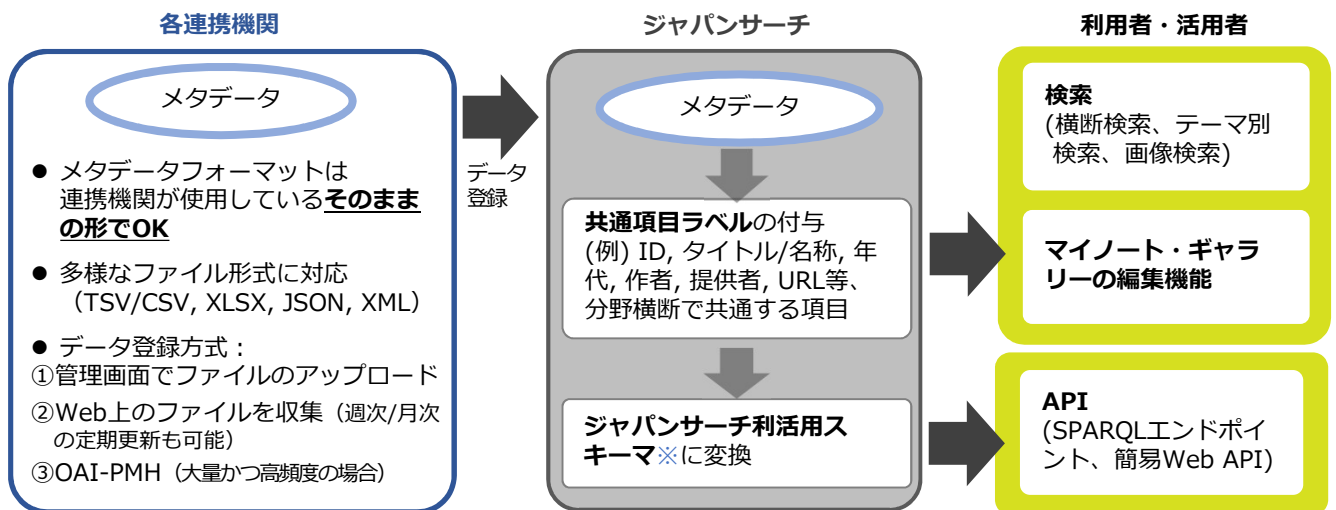 各連携機関
メタデータ
● メタデータフォーマットは
連携機関が使用しているそのまま
の形でOK
● 多様なファイル形式に対応
（TSV/CSV, XLSX, JSON, XML）
● データ登録方式：
①管理画面でファイルのアップロード
②Web上のファイルを収集（週次/月次
の定期更新も可能）
③OAI-PMH（大量かつ高頻度の場合）
データ
登録
ジャパンサーチ
メタデータ
共通項目ラベルの付与
(例) ID, タイトル/名称, 年
代, 作者, 提供者, URL等、
分野横断で共通する項目
ジャパンサーチ利活用ス
キーマ※に変換
利用者・活用者
検索
(横断検索、テーマ別
検索、画像検索)
マイノート・ギャラ
リーの編集機能
API
(SPARQLエンドポイ
ント、簡易Web API)